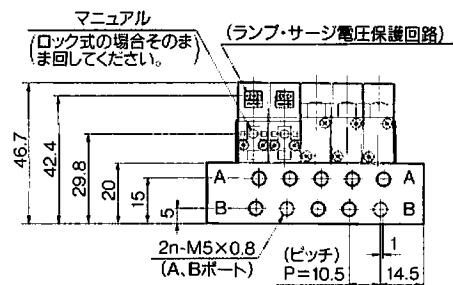 マニュアル
(ロック式の場合そのま
ま回してください。)
(ランプ・サージ電圧保護回路)
46.7
42.4
29.8
20
15
5
A
A
B
B
2n-M5×0.8
(A、Bポート)
(ピッチ)
P=10.5
1
14.5